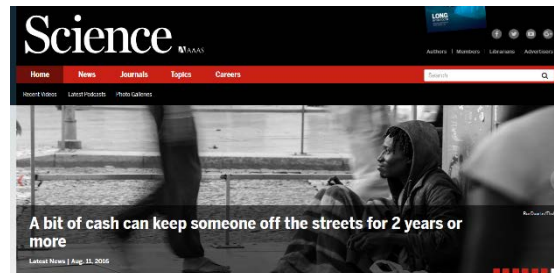 LONG
Science
AAAS
Authors | Members | Librarians | Advertisers
Home News Journals Topics Careers
Search
Recent Videos Latest Podcasts Photo Galleries
A bit of cash can keep someone off the streets for 2 years or
more
Latest News | Aug. 11, 2016